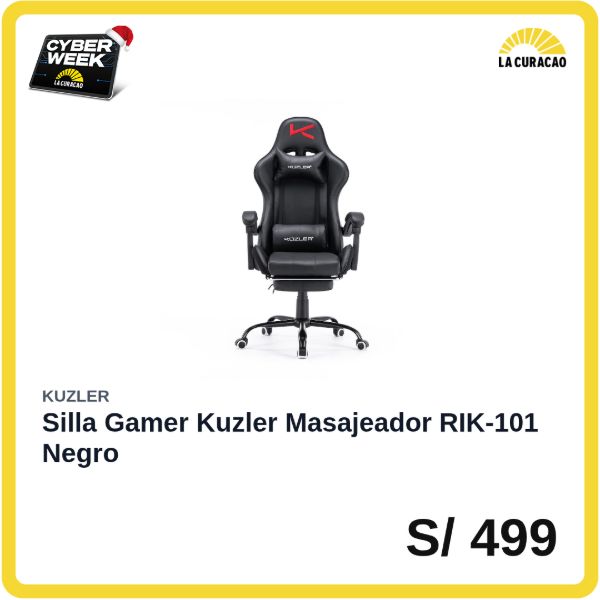 CYBER
WEEK
LA CURACAO
LA CURACAO
KUZLER
KUZLER
KUZLER
Silla Gamer Kuzler Masajeador RIK-101
Negro
S/ 499